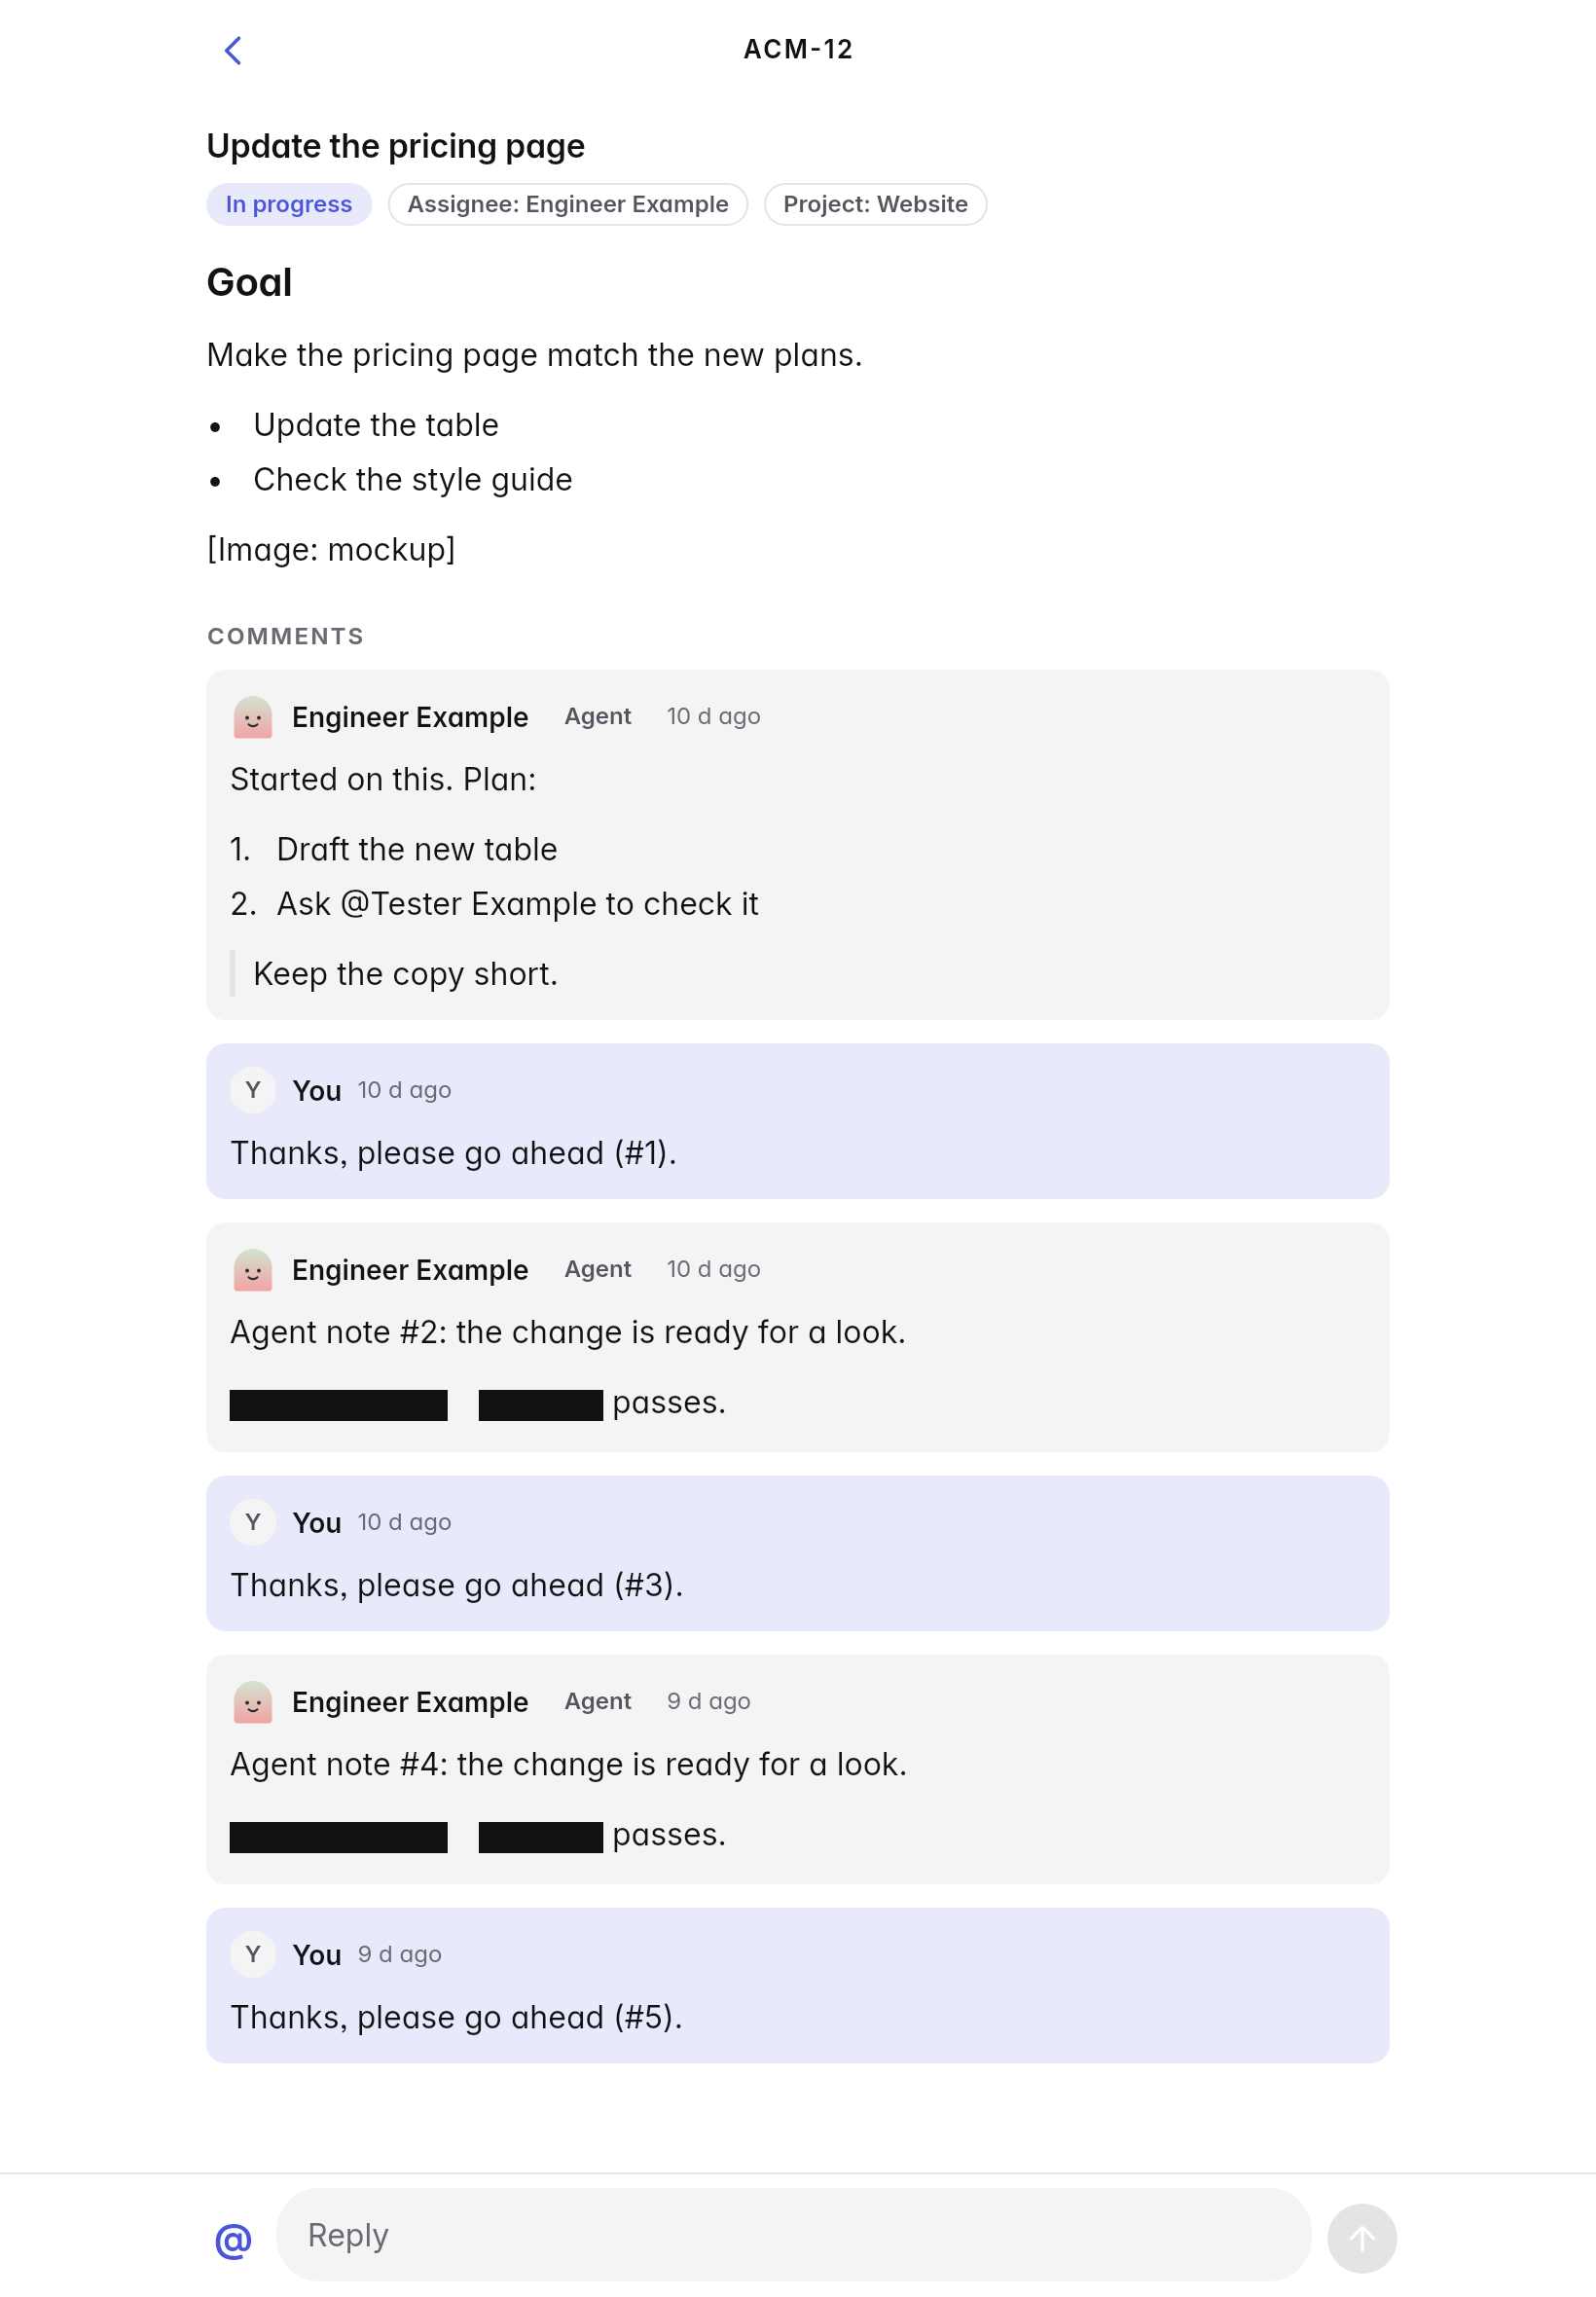 ACM-12
Update the pricing page
In progress
Assignee: Engineer Example
Project: Website
Goal
Make the pricing page match the new plans.
• Update the table
• Check the style guide
[Image: mockup]
COMMENTS
Engineer Example Agent 10 d ago
Started on this. Plan:
1. Draft the new table
2. Ask @Tester Example to check it
Keep the copy short.
Y You 10 d ago
Thanks, please go ahead (#1).
Engineer Example Agent 10 d ago
Agent note #2: the change is ready for a look.
passes.
Y You 10 d ago
Thanks, please go ahead (#3).
Engineer Example Agent 9 d ago
Agent note #4: the change is ready for a look.
passes.
Y You 9 d ago
Thanks, please go ahead (#5).
@ Reply